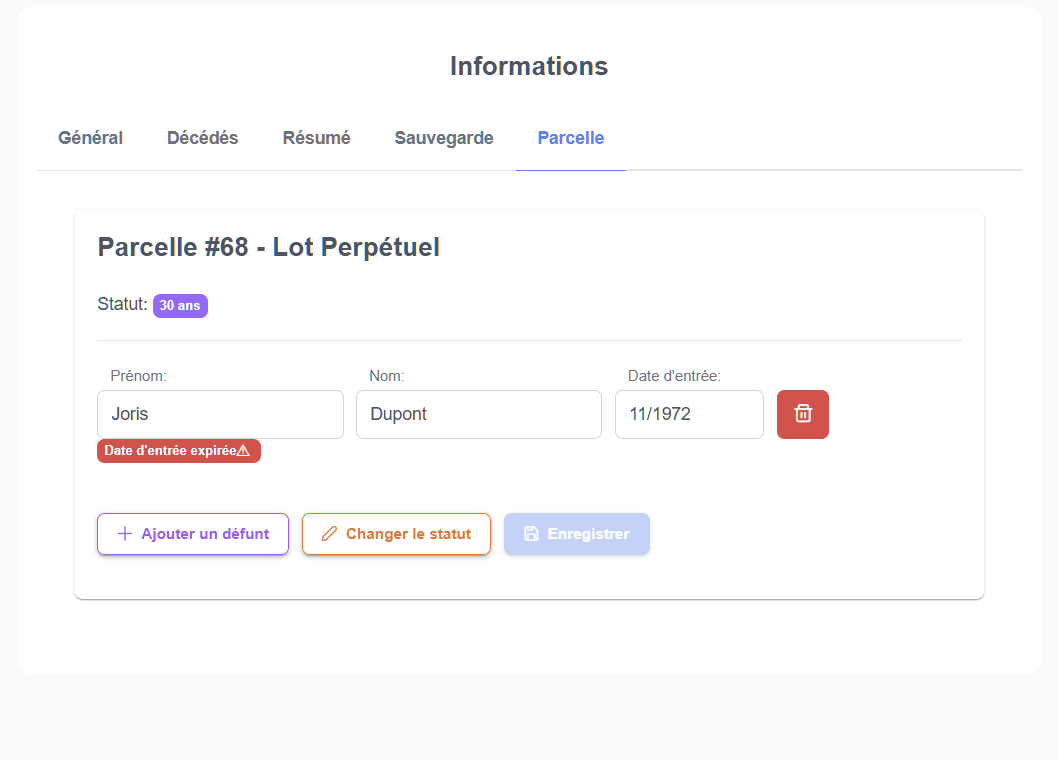 Informations
Général Décédés Résumé Sauvegarde Parcelle
Parcelle #68 - Lot Perpétuel
Statut: 30 ans
Prénom: Nom: Date d'entrée:
Joris Dupont 11/1972
Date d'entrée expirée⚠
Ajouter un défunt Changer le statut Enregistrer